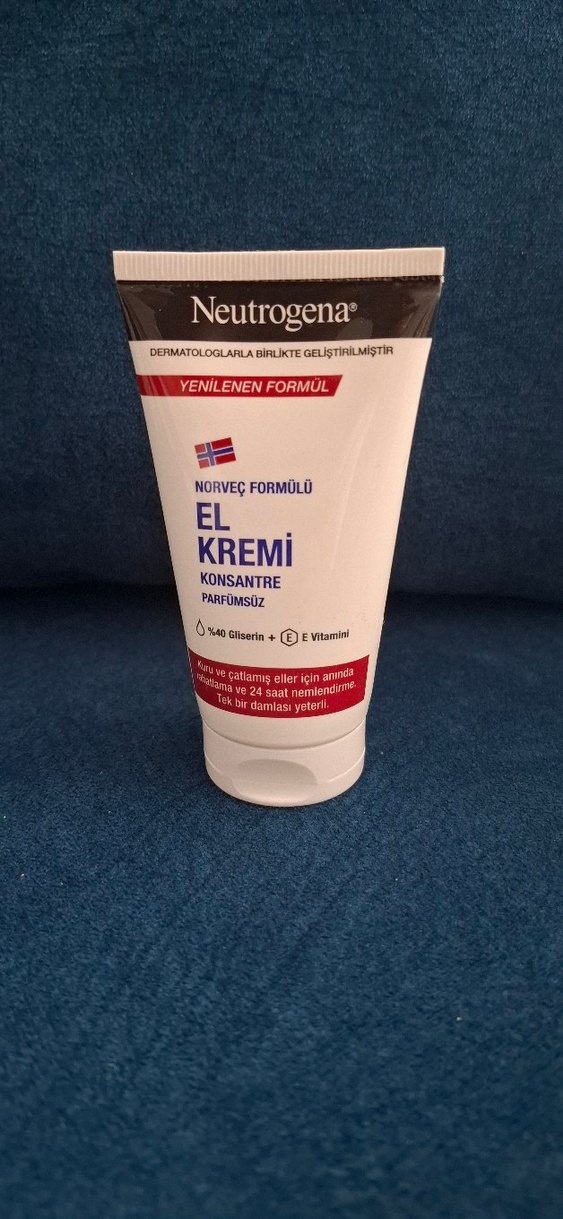 Neutrogena®
DERMATOLOGLARLA BİRLİKTE GELİŞTİRİLMİŞTİR
YENİLENEN FORMÜL
NORVEÇ FORMÜLÜ
EL
KREMİ
KONSANTRE
PARFÜMSÜZ
%40 Gliserin + E E Vitamini
Kuru ve çatlamış eller için anında
rahatlama ve 24 saat nemlendirme.
Tek bir damlası yeterli.